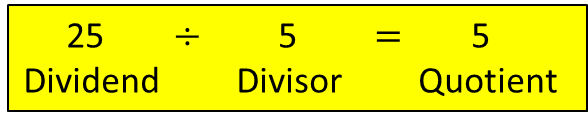 25 ÷ 5 = 5
Dividend Divisor Quotient